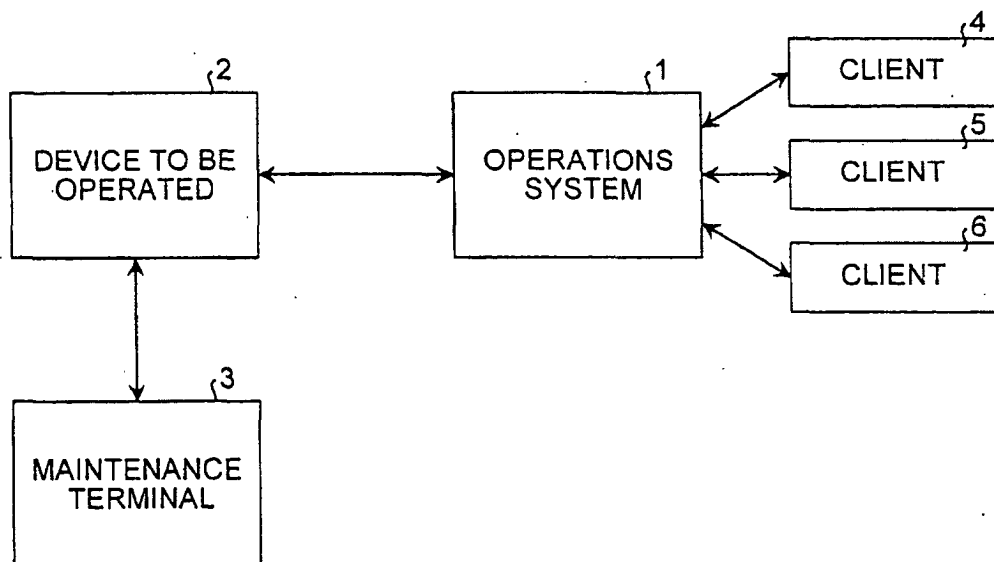 4
CLIENT
2
1
DEVICE TO BE
OPERATED
OPERATIONS
SYSTEM
5
CLIENT
6
CLIENT
3
MAINTENANCE
TERMINAL